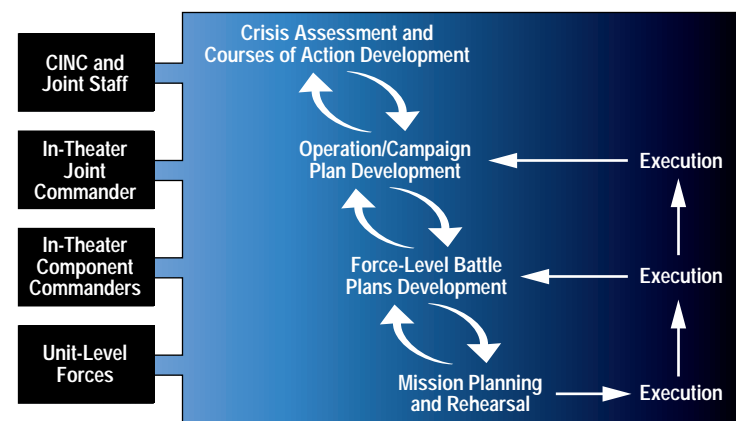 CINC and
Joint Staff
In-Theater
Joint
Commander
In-Theater
Component
Commanders
Unit-Level
Forces
Crisis Assessment and
Courses of Action Development
Operation/Campaign
Plan Development
Execution
Force-Level Battle
Plans Development
Execution
Mission Planning
and Rehearsal
Execution